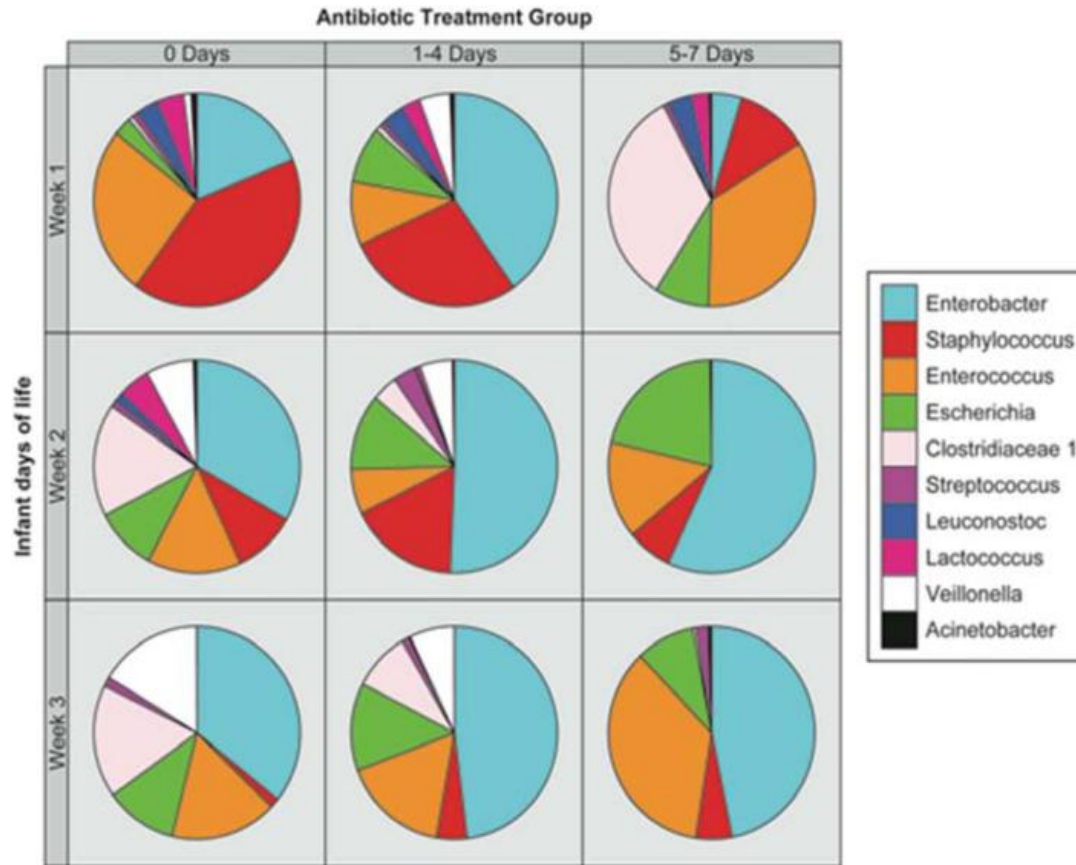 Antibiotic Treatment Group
0 Days
1-4 Days
5-7 Days
Infant days of life
Week 1
Week 2
Week 3
Enterobacter
Staphylococcus
Enterococcus
Escherichia
Clostridiaceae 1
Streptococcus
Leuconostoc
Lactococcus
Veillonella
Acinetobacter